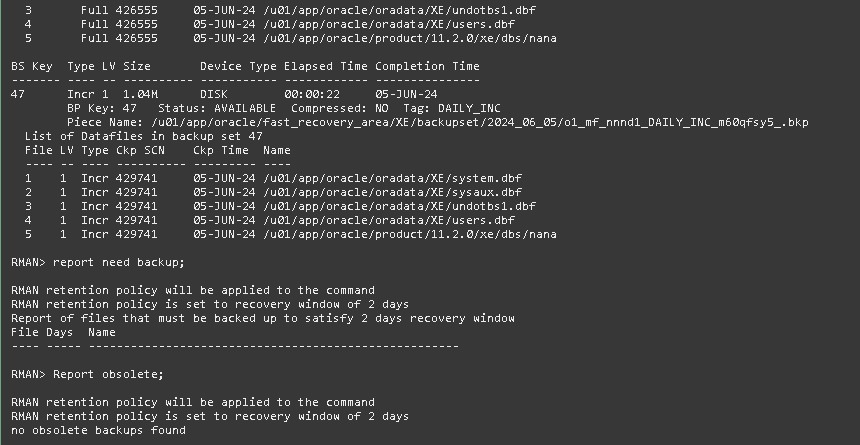 3 Full 426555 05-JUN-24 /u01/app/oracle/oradata/XE/undotbs1.dbf
4 Full 426555 05-JUN-24 /u01/app/oracle/oradata/XE/users.dbf
5 Full 426555 05-JUN-24 /u01/app/oracle/product/11.2.0/xe/dbs/nana
BS Key Type LV Size Device Type Elapsed Time Completion Time
------- ---- -- ---------- ----------- ------------ ---------------
47 Incr 1 1.04M DISK 00:00:22 05-JUN-24
BP Key: 47 Status: AVAILABLE Compressed: NO Tag: DAILY_INC
Piece Name: /u01/app/oracle/fast_recovery_area/XE/backupset/2024_06_05/o1_mf_nnnd1_DAILY_INC_m60qfsy5_.bkp
List of Datafiles in backup set 47
File LV Type Ckp SCN Ckp Time Name
---- -- ---- ---------- --------- ----
1 1 Incr 429741 05-JUN-24 /u01/app/oracle/oradata/XE/system.dbf
2 1 Incr 429741 05-JUN-24 /u01/app/oracle/oradata/XE/sysaux.dbf
3 1 Incr 429741 05-JUN-24 /u01/app/oracle/oradata/XE/undotbs1.dbf
4 1 Incr 429741 05-JUN-24 /u01/app/oracle/oradata/XE/users.dbf
5 1 Incr 429741 05-JUN-24 /u01/app/oracle/product/11.2.0/xe/dbs/nana
RMAN> report need backup;
RMAN retention policy will be applied to the command
RMAN retention policy is set to recovery window of 2 days
Report of files that must be backed up to satisfy 2 days recovery window
File Days Name
---- ----- -----------------------------------------------------
RMAN> Report obsolete;
RMAN retention policy will be applied to the command
RMAN retention policy is set to recovery window of 2 days
no obsolete backups found